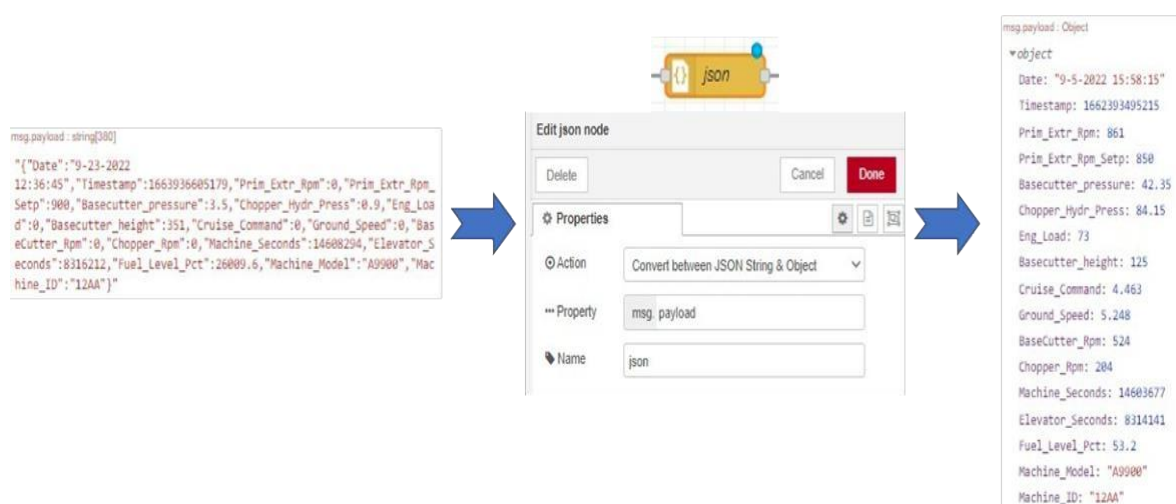 msg.payload : string[380]
"{"Date":"9-23-2022
12:36:45","Timestamp":1663936605179,"Prim_Extr_Rpm":0,"Prim_Extr_Rpm_
Setp":900,"Basecutter_pressure":3.5,"Chopper_Hydr_Press":0.9,"Eng_Loa
d":0,"Basecutter_height":351,"Cruise_Command":0,"Ground_Speed":0,"Bas
eCutter_Rpm":0,"Chopper_Rpm":0,"Machine_Seconds":14608294,"Elevator_S
econds":8316212,"Fuel_Level_Pct":26009.6,"Machine_Model":"A9900","Mac
hine_ID":"12AA"}"
{} json
Edit json node
Delete
Cancel
Done
Properties
Action
Convert between JSON String & Object
··· Property
msg. payload
Name
json
msg.payload : Object
object
Date: "9-5-2022 15:58:15"
Timestamp: 1662393495215
Prim_Extr_Rpm: 861
Prim_Extr_Rpm_Setp: 850
Basecutter_pressure: 42.35
Chopper_Hydr_Press: 84.15
Eng_Load: 73
Basecutter_height: 125
Cruise_Command: 4.463
Ground_Speed: 5.248
BaseCutter_Rpm: 524
Chopper_Rpm: 204
Machine_Seconds: 14603677
Elevator_Seconds: 8314141
Fuel_Level_Pct: 53.2
Machine_Model: "A9900"
Machine_ID: "12AA"